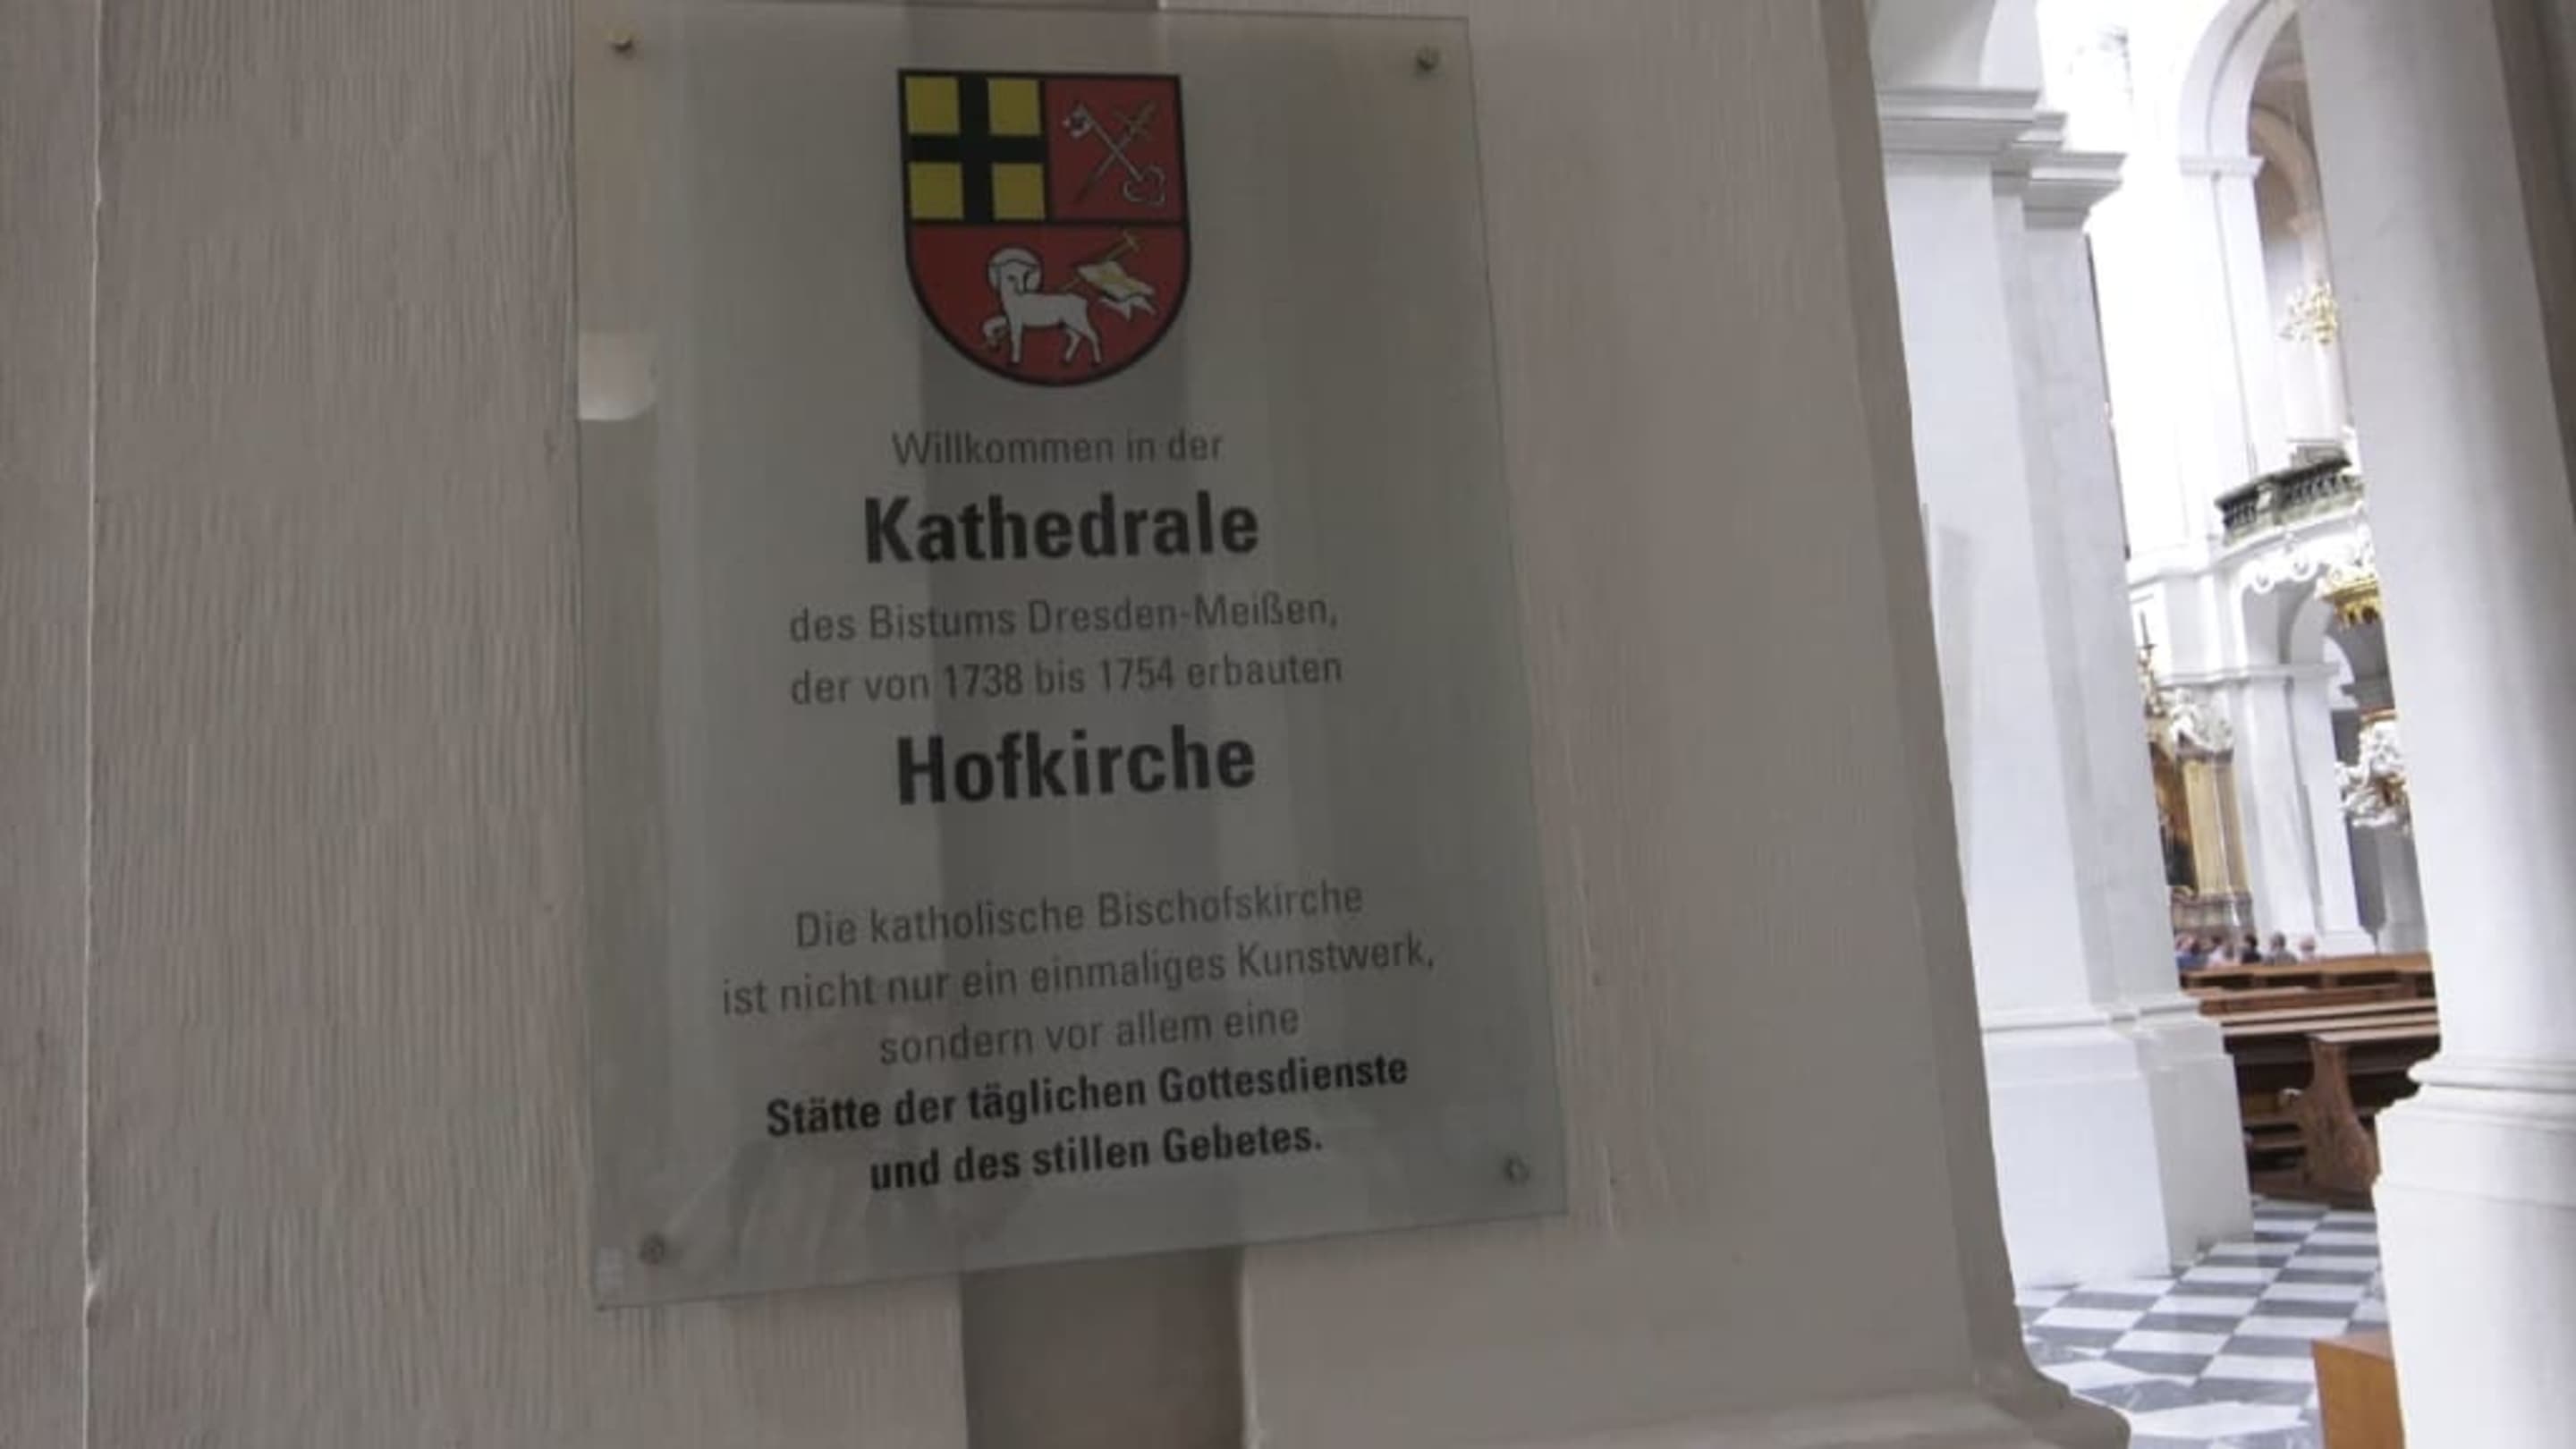 Willkommen in der
Kathedrale
des Bistums Dresden-Meißen,
der von 1738 bis 1754 erbauten
Hofkirche
Die katholische Bischofskirche
ist nicht nur ein einmaliges Kunstwerk,
sondern vor allem eine
Stätte der täglichen Gottesdienste
und des stillen Gebetes.